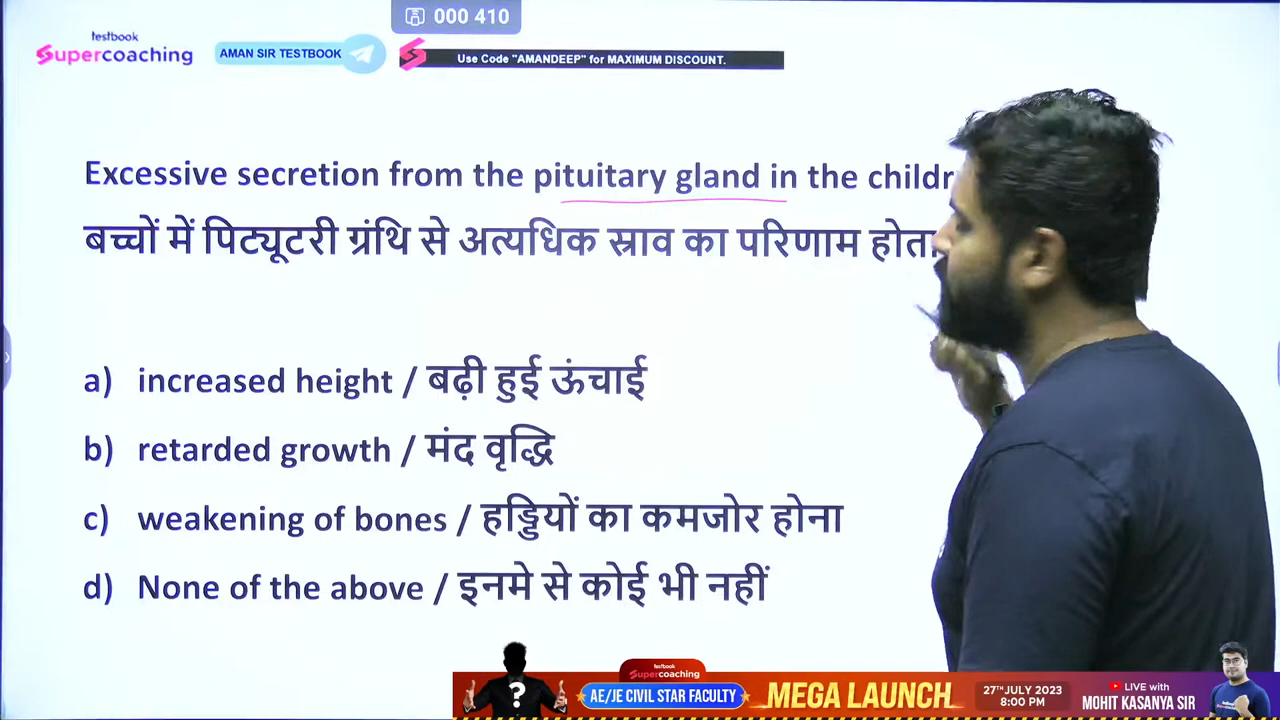 000 410
testbook
Supercoaching
AMAN SIR TESTBOOK
Use Code "AMANDEEP" for MAXIMUM DISCOUNT.
Excessive secretion from the pituitary gland in the childr
बच्चों में पिट्यूटरी ग्रंथि से अत्यधिक स्राव का परिणाम होता
a) increased height / बढ़ी हुई ऊंचाई
b) retarded growth / मंद वृद्धि
c) weakening of bones / हड्डियों का कमजोर होना
d) None of the above / इनमे से कोई भी नहीं
testbook
Supercoaching
?
AE/JE CIVIL STAR FACULTY
MEGA LAUNCH
27TH JULY 2023
8:00 PM
LIVE with
MOHIT KASANYA SIR